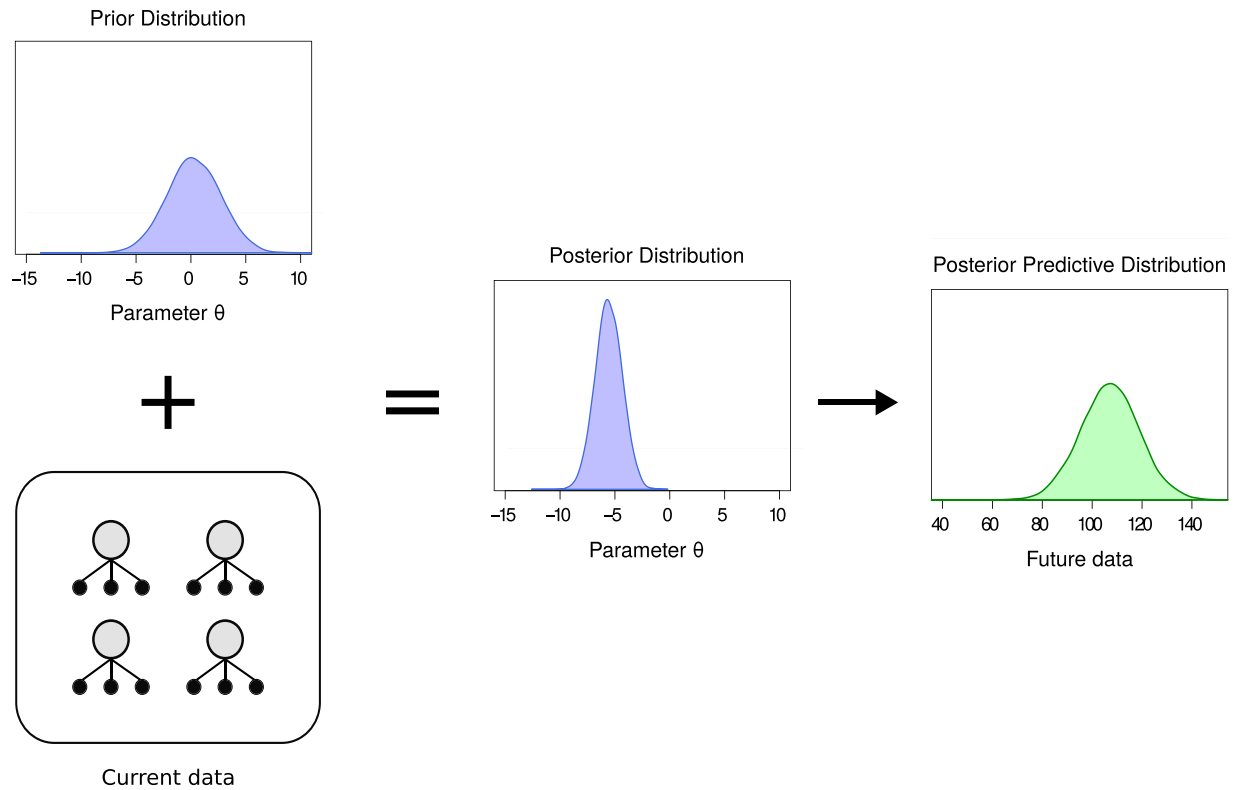 Prior Distribution
−15 −10 −5 0 5 10
Parameter θ
+
Current data
=
Posterior Distribution
−15 −10 −5 0 5 10
Parameter θ
Posterior Predictive Distribution
40 60 80 100 120 140
Future data